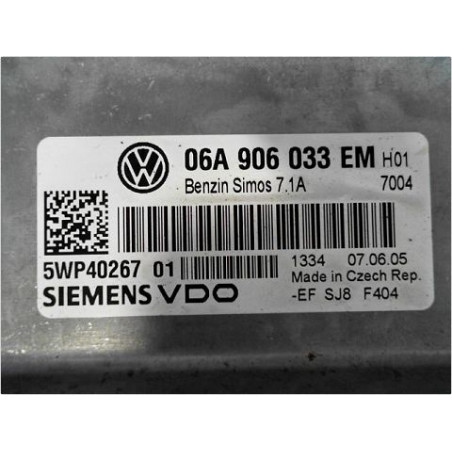 06A 906 033 EM H01
Benzin Simos 7.1A 7004
5WP40267 01 1334 07.06.05
Made in Czech Rep.
SIEMENS VDO -EF SJ8 F404